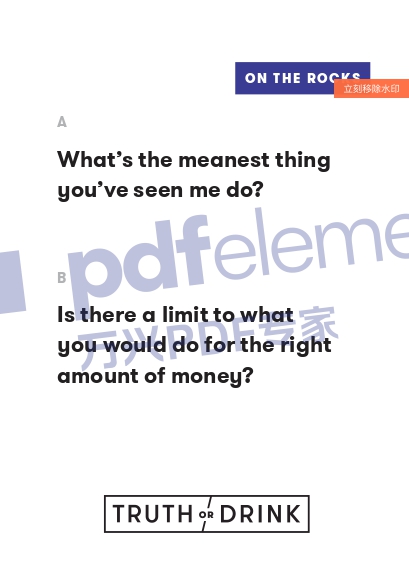 ON THE ROCKS
立刻移除水印
A
What’s the meanest thing
you’ve seen me do?
pdfeleme
B
Is there a limit to what
you would do for the right
amount of money?
万兴PDF专家
TRUTH OR DRINK